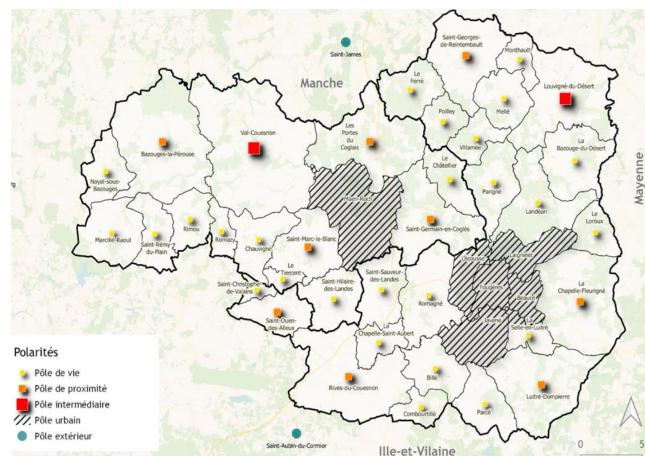 Saint-James
Manche
Saint-Georges-
de-Reintembault
Monthault
Le
Ferré
Louvigné-du-Désert
Mellé
Poilley
Villamée
La
Bazouge-du-Désert
Val-Couesnon
Les
Portes
du
Coglais
Bazouges-la-Pérouse
Le
Châtellier
Parigné
Noyal-sous-
Bazouges
Maen-Roch
Landéan
Le
Loroux
Mayenne
Marcillé-Raoul
Saint-Rémy-
du-Plain
Rimou
Romazy
Chauvigné
Saint-Marc-le-Blanc
Saint-Germain-en-Coglès
Lécousse
Laignelet
Le
Tiercent
Saint-Christophe-
de-Valains
Saint-Hilaire-
des-Landes
Saint-Sauveur-
des-Landes
Romagné
Fougères
Beaucé
La
Chapelle-Fleurigné
Saint-Ouen-
des-Alleux
Javené
La
Selle-en-Luitré
Chapelle-Saint-Aubert
Rives-du-Couesnon
Billé
Combourtillé
Parcé
Luitré-Dompierre
Saint-Aubin-du-Cormier
Ille-et-Vilaine
0 5
Polarités
Pôle de vie
Pôle de proximité
Pôle intermédiaire
Pôle urbain
Pôle extérieur